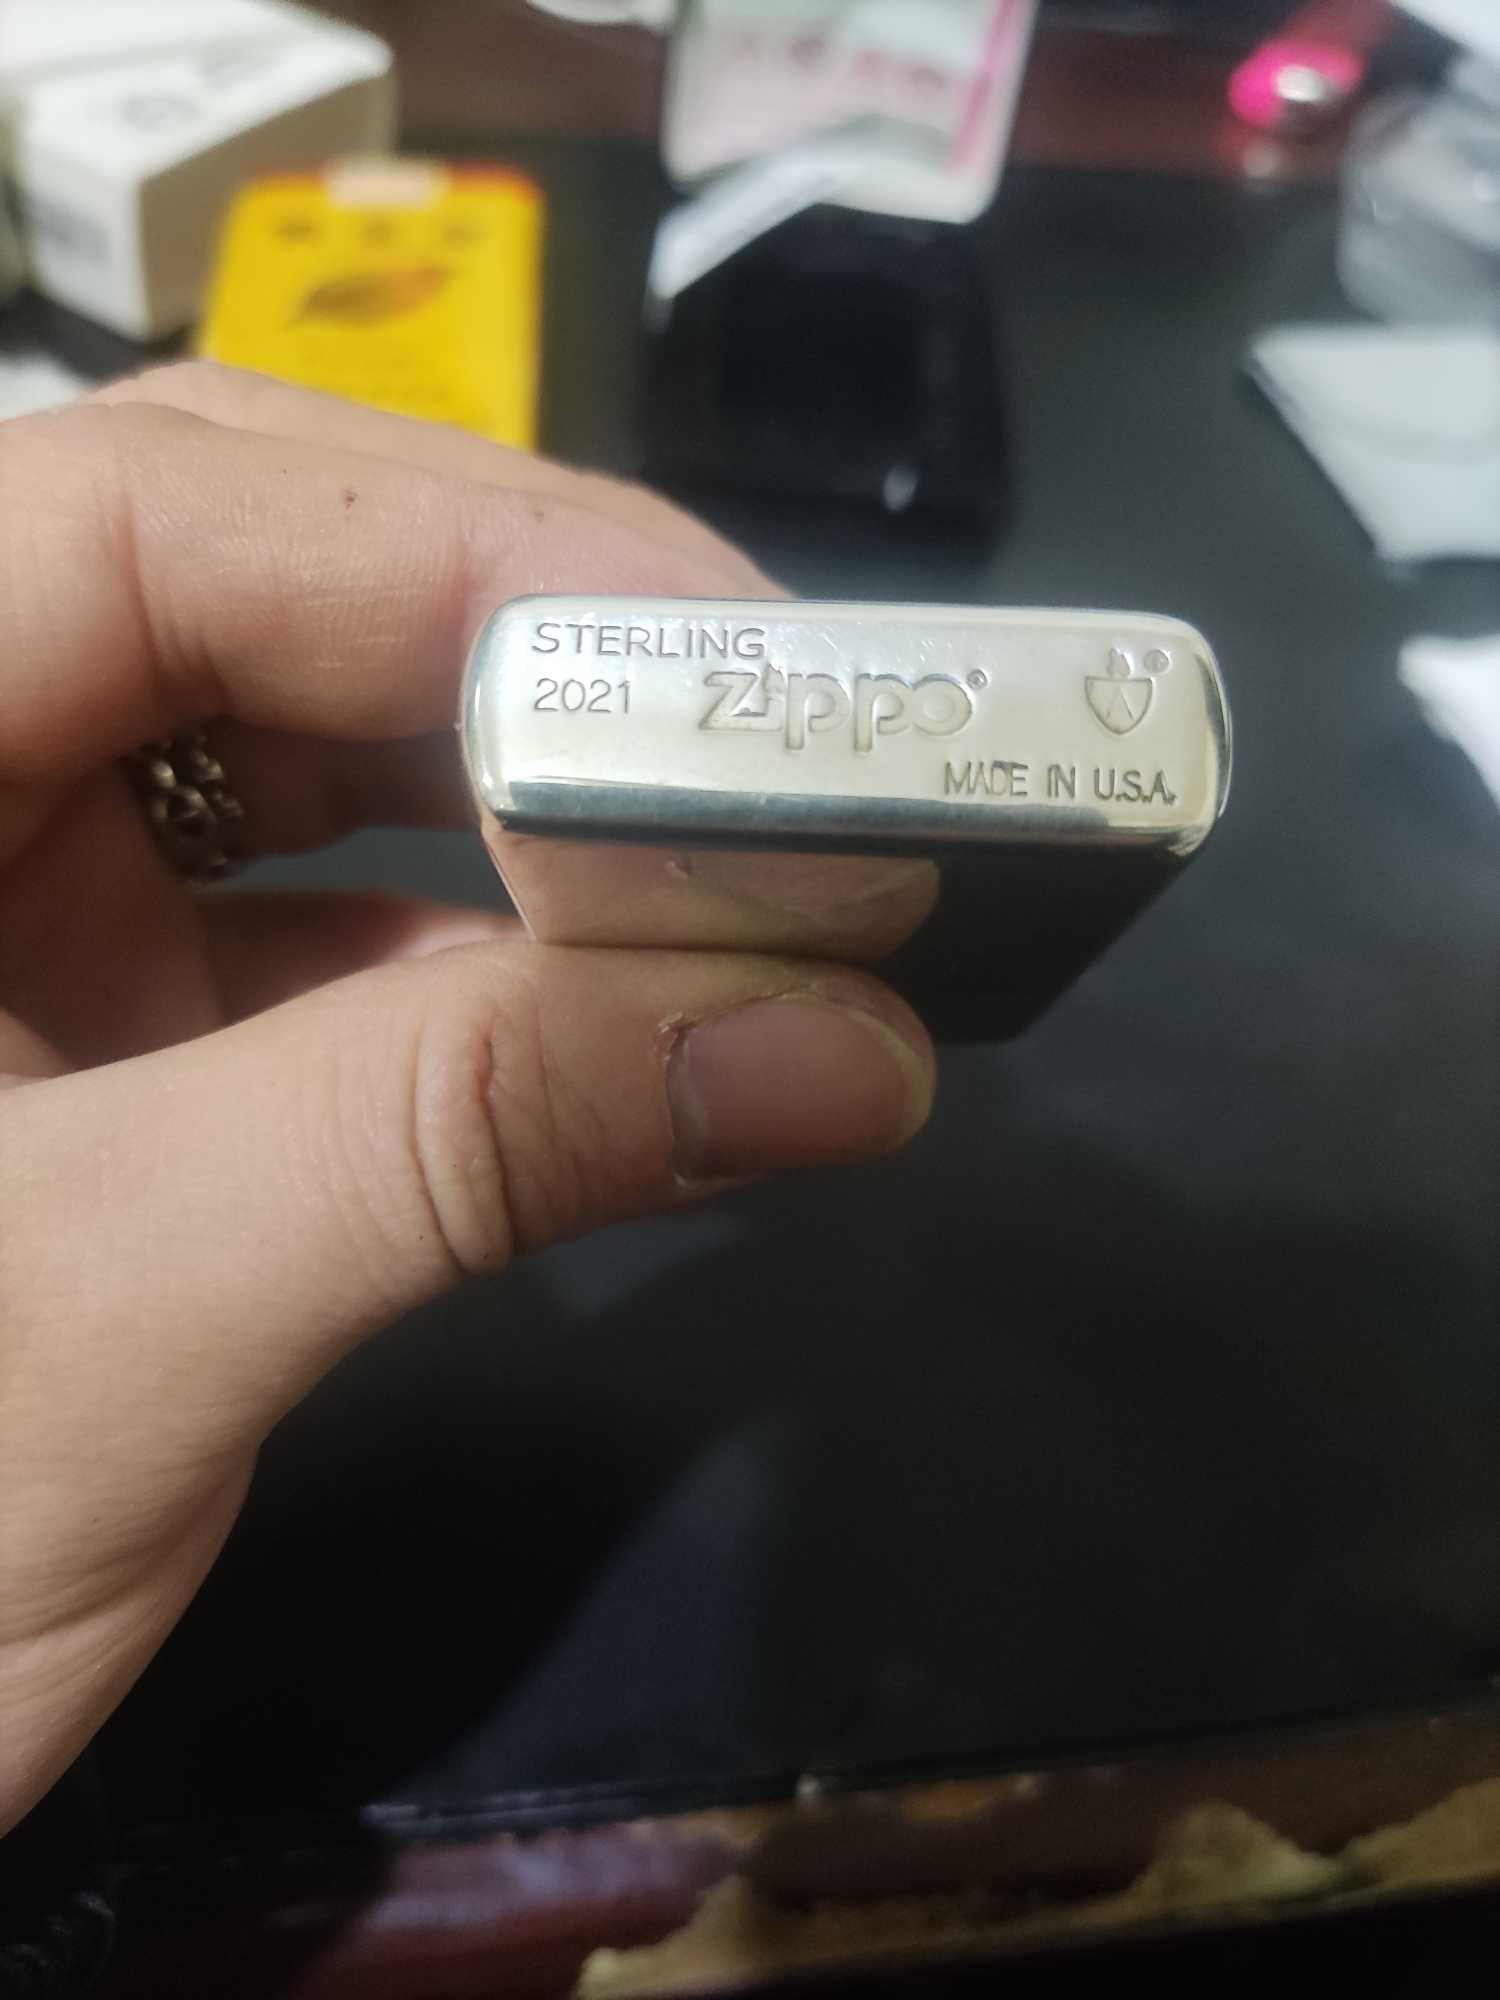 STERLING
2021
zippo®
®
MADE IN U.S.A.